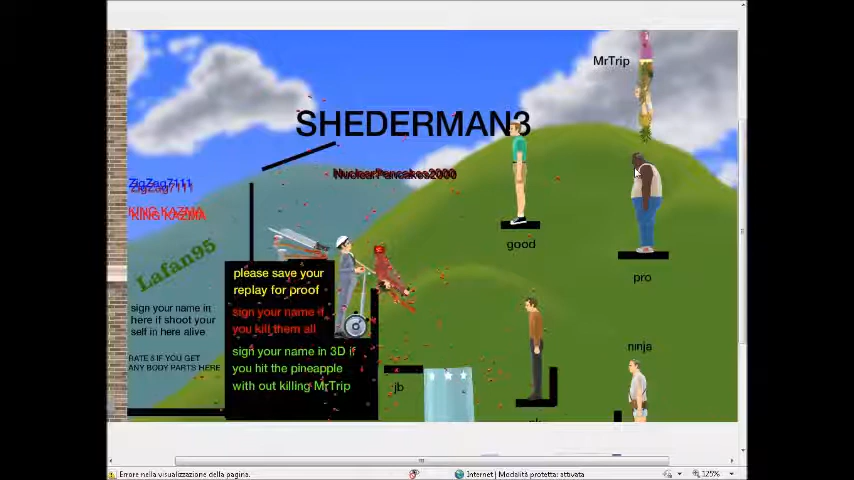 MrTrip
SHEDERMAN3
NuclearPancakes2000
ZigZag7111
KING KAZMA
Lafan95
good
pro
please save your
replay for proof
sign your name if
you kill them all
sign your name in 3D if
you hit the pineapple
with out killing MrTrip
sign your name in
here if shoot your
self in here alive
RATE 5 IF YOU GET
ANY BODY PARTS HERE
jb
ninja
Errore nella visualizzazione della pagina.
Internet | Modalità protetta: attivata
125%